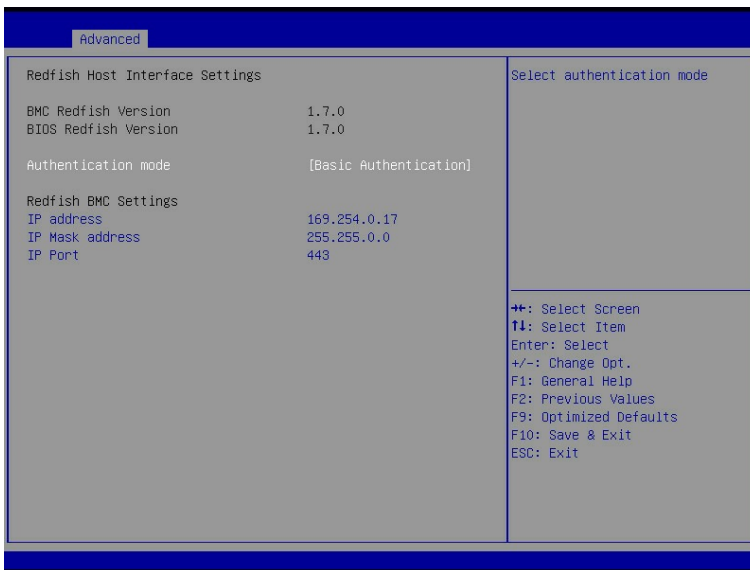 Advanced
Redfish Host Interface Settings
BMC Redfish Version 1.7.0
BIOS Redfish Version 1.7.0
Authentication mode [Basic Authentication]
Redfish BMC Settings
IP address 169.254.0.17
IP Mask address 255.255.0.0
IP Port 443
Select authentication mode
→←: Select Screen
↑↓: Select Item
Enter: Select
+/-: Change Opt.
F1: General Help
F2: Previous Values
F9: Optimized Defaults
F10: Save & Exit
ESC: Exit